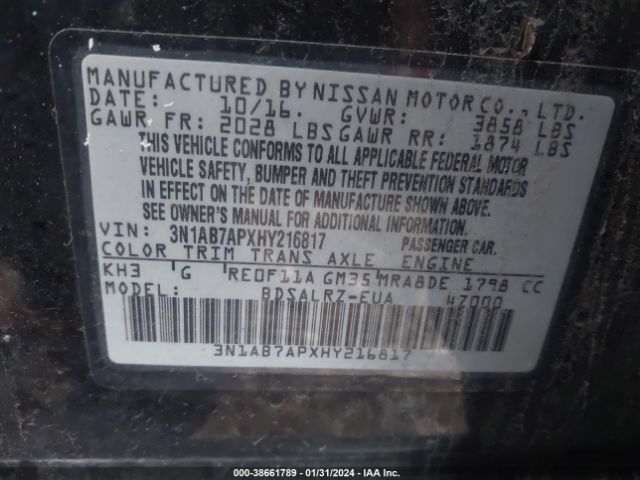 MANUFACTURED BY NISSAN MOTOR CO., LTD.
DATE: 10/16. GVWR: 3858 LBS
GAWR FR: 2028 LBS GAWR RR: 1874 LBS
THIS VEHICLE CONFORMS TO ALL APPLICABLE FEDERAL MOTOR
VEHICLE SAFETY, BUMPER AND THEFT PREVENTION STANDARDS
IN EFFECT ON THE DATE OF MANUFACTURE SHOWN ABOVE.
SEE OWNER'S MANUAL FOR ADDITIONAL INFORMATION.
VIN: 3N1AB7APXHY216817 PASSENGER CAR.
COLOR TRIM TRANS AXLE ENGINE
KH3 G RE0F11A GM35 MRA8DE 1798 CC
MODEL: BDSALRZ-EUA 47000
3N1AB7APXHY216817
000-38661789 - 01/31/2024 - IAA Inc.